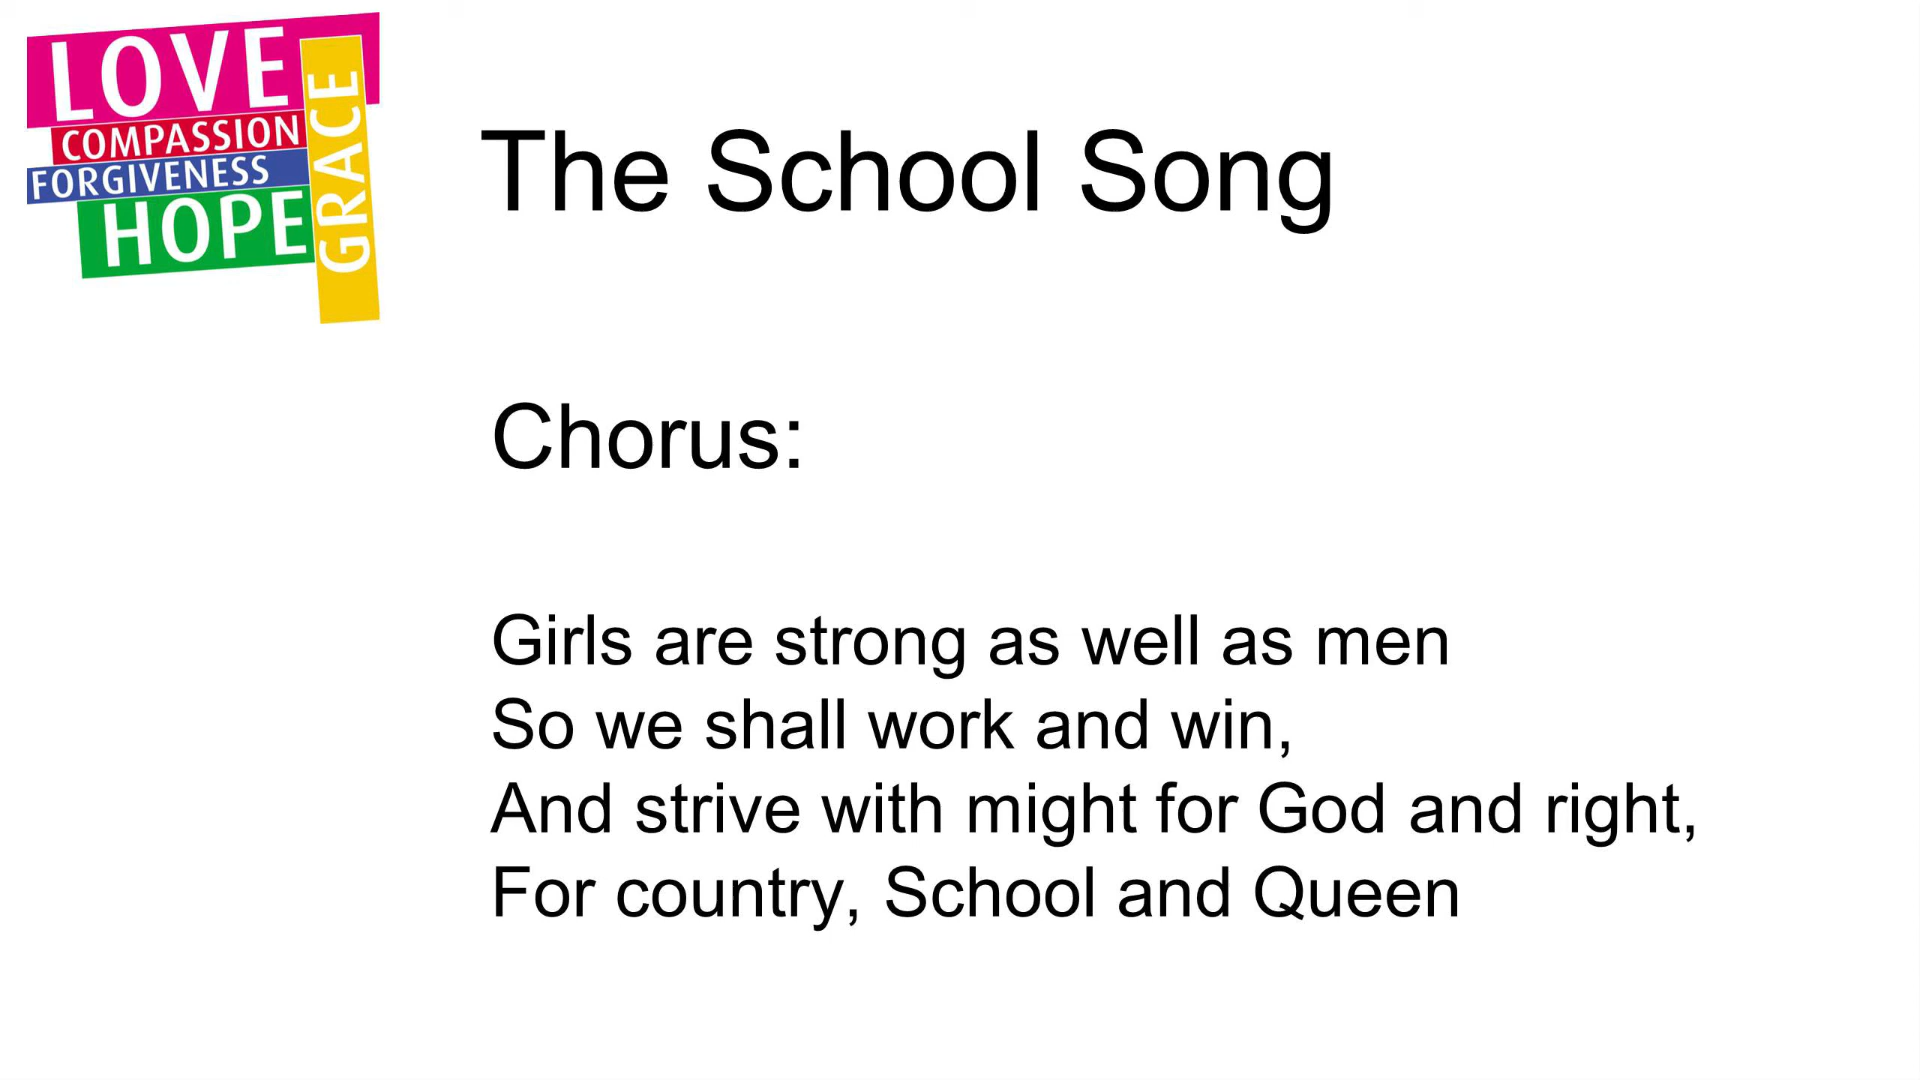 LOVE
COMPASSION
FORGIVENESS
HOPE
GRACE
The School Song
Chorus:
Girls are strong as well as men
So we shall work and win,
And strive with might for God and right,
For country, School and Queen